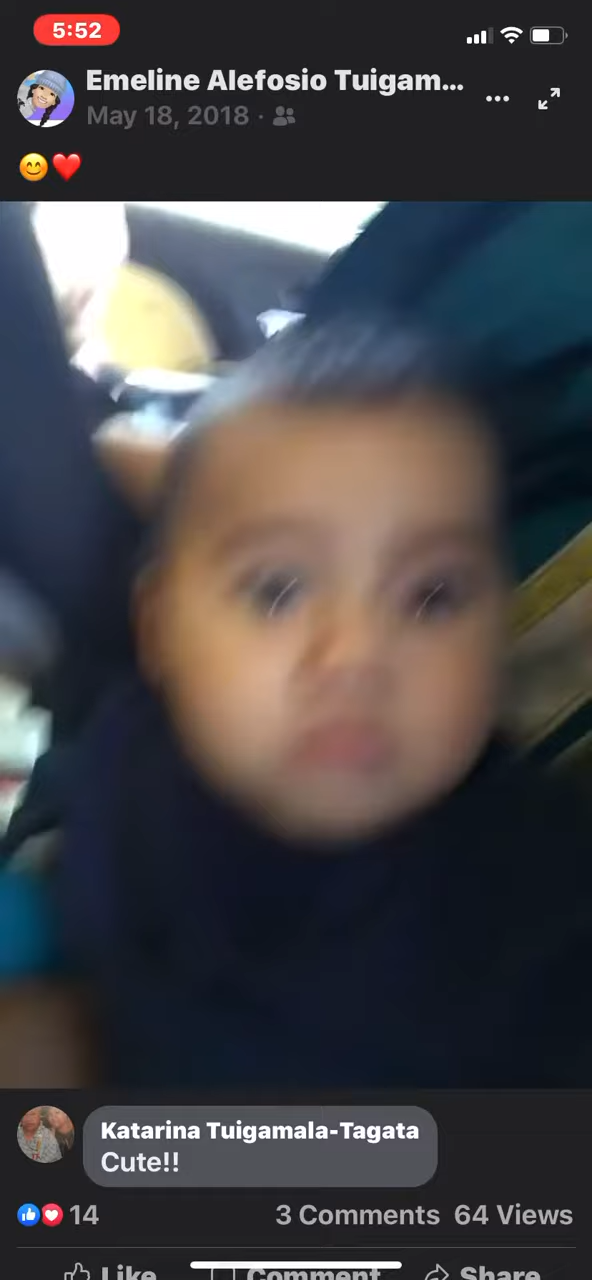 5:52
Emeline Alefosio Tuigam...
May 18, 2018 ·
😊❤️
Katarina Tuigamala-Tagata
Cute!!
14
3 Comments 64 Views
Like Comment Share